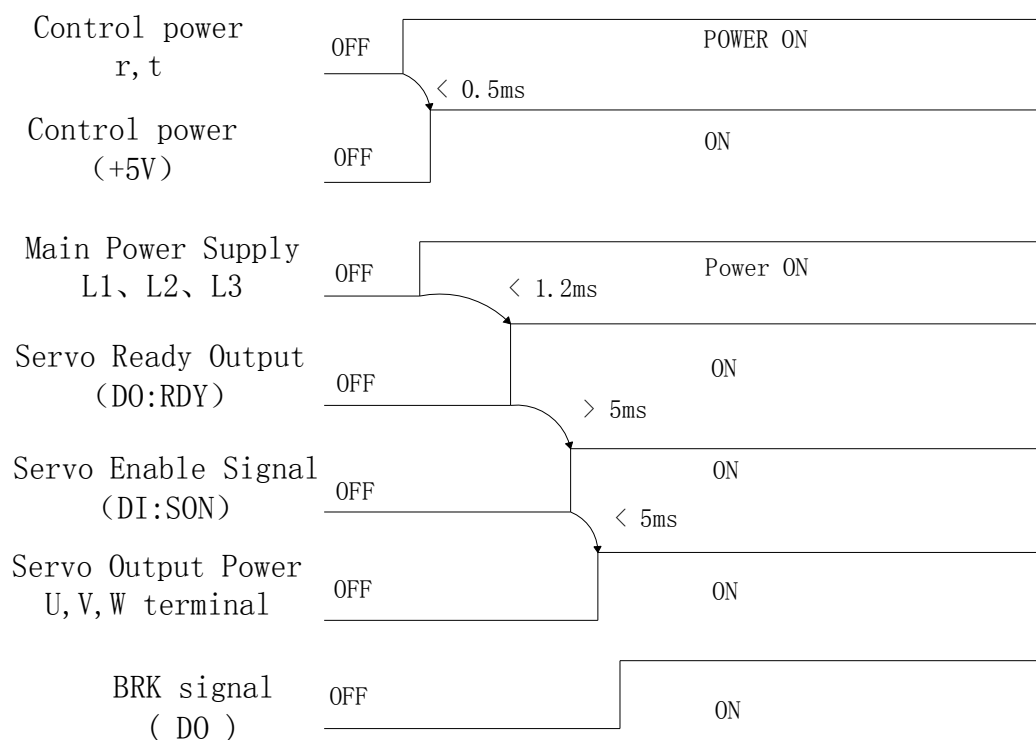 Control power
r,t
OFF
POWER ON
< 0.5ms
Control power
(+5V)
OFF
ON
Main Power Supply
L1、L2、L3
OFF
Power ON
< 1.2ms
Servo Ready Output
(DO:RDY)
OFF
ON
> 5ms
Servo Enable Signal
(DI:SON)
OFF
ON
< 5ms
Servo Output Power
U,V,W terminal
OFF
ON
BRK signal
( DO )
OFF
ON